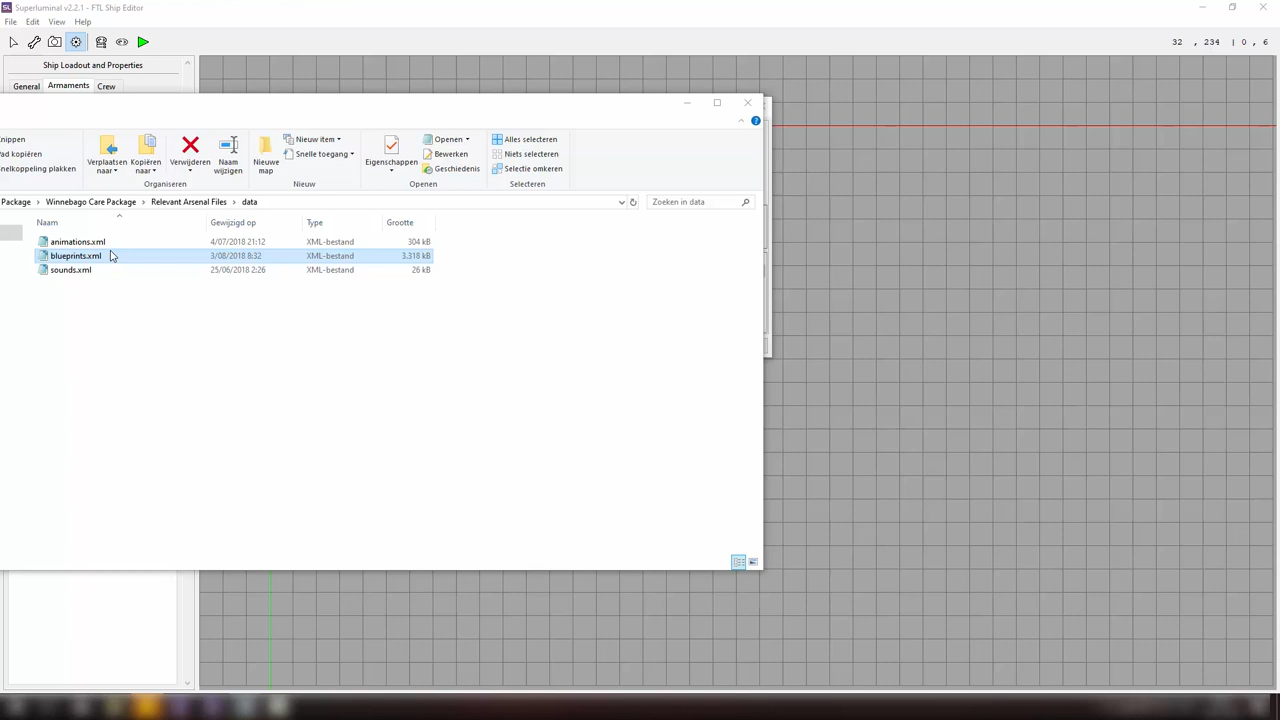 Superluminal v2.2.1 - FTL Ship Editor
File Edit View Help
32 , 234 | 0 , 6
Ship Loadout and Properties
General Armaments Crew
Knippen
Pad kopiëren
Snelkoppeling plakken
Verplaatsen naar
Kopiëren naar
Verwijderen
Naam wijzigen
Organiseren
Nieuwe map
Nieuw item
Snelle toegang
Nieuw
Eigenschappen
Openen
Bewerken
Geschiedenis
Openen
Alles selecteren
Niets selecteren
Selectie omkeren
Selecteren
Package > Winnebago Care Package > Relevant Arsenal Files > data
Zoeken in data
Naam Gewijzigd op Type Grootte
animations.xml 4/07/2018 21:12 XML-bestand 304 kB
blueprints.xml 3/08/2018 8:32 XML-bestand 3.318 kB
sounds.xml 25/06/2018 2:26 XML-bestand 26 kB